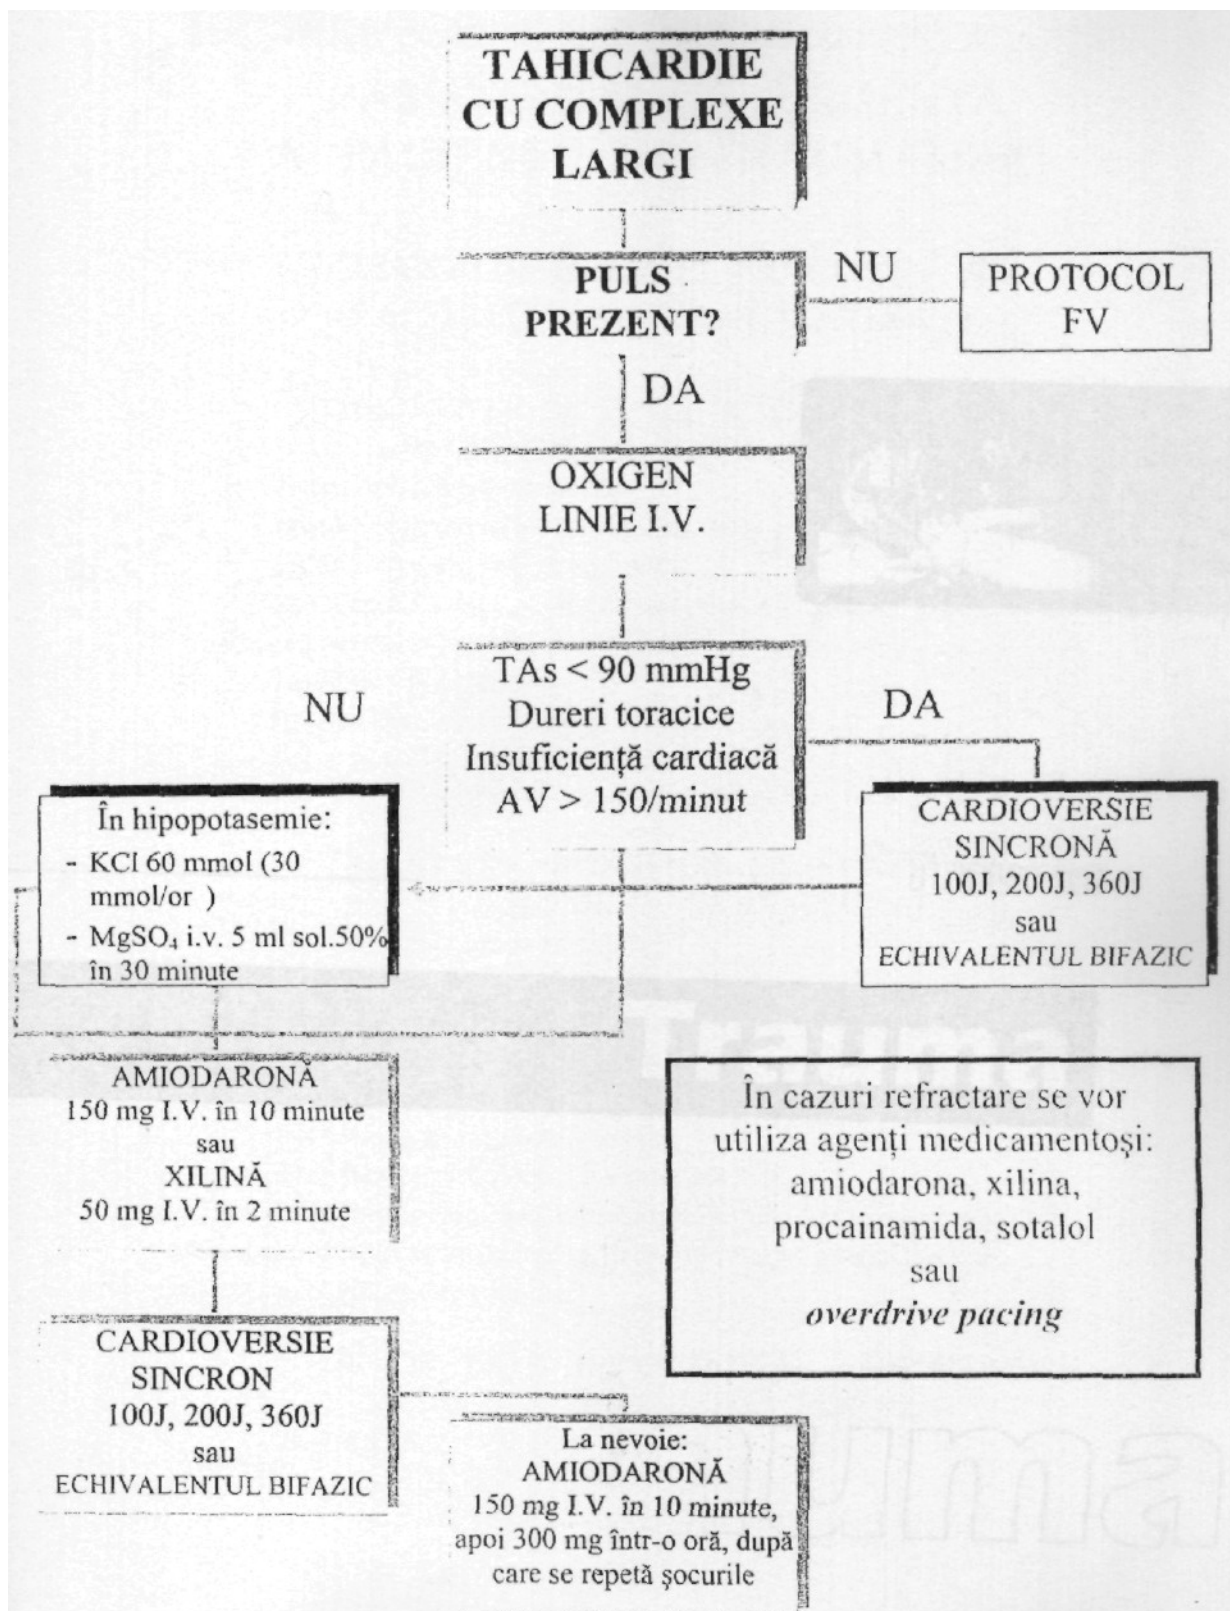 TAHICARDIE
CU COMPLEXE
LARGI
PULS
PREZENT?
NU
PROTOCOL
FV
DA
OXIGEN
LINIE I.V.
TAs < 90 mmHg
Dureri toracice
Insuficiență cardiacă
AV > 150/minut
NU
DA
În hipopotasemie:
- KCl 60 mmol (30
mmol/or )
- MgSO₄ i.v. 5 ml sol.50%
în 30 minute
CARDIOVERSIE
SINCRONĂ
100J, 200J, 360J
sau
ECHIVALENTUL BIFAZIC
AMIODARONĂ
150 mg I.V. în 10 minute
sau
XILINĂ
50 mg I.V. în 2 minute
În cazuri refractare se vor
utiliza agenți medicamentoși:
amiodarona, xilina,
procainamida, sotalol
sau
overdrive pacing
CARDIOVERSIE
SINCRON
100J, 200J, 360J
sau
ECHIVALENTUL BIFAZIC
La nevoie:
AMIODARONĂ
150 mg I.V. în 10 minute,
apoi 300 mg într-o oră, după
care se repetă șocurile